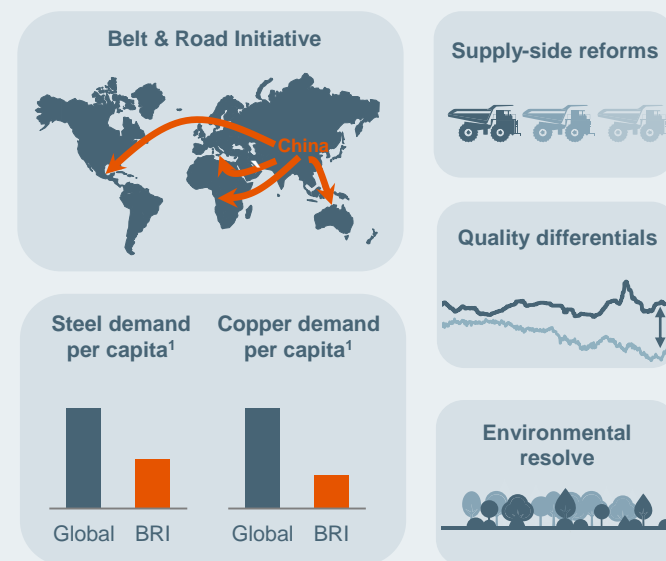 Belt & Road Initiative
China
Supply-side reforms
Quality differentials
Steel demand
per capita¹
Copper demand
per capita¹
Global BRI
Global BRI
Environmental
resolve